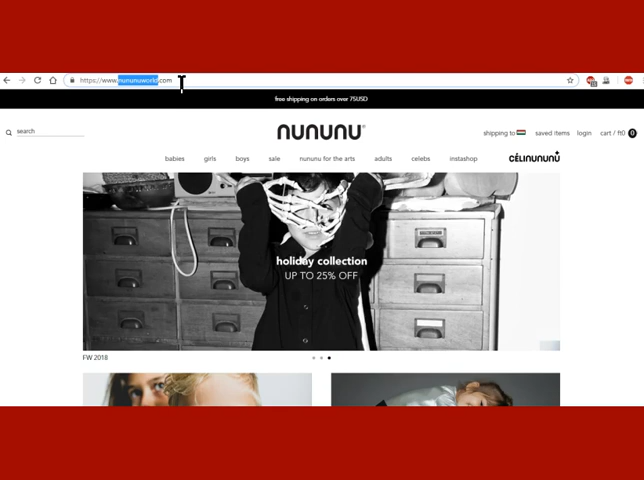 https://www.nununuworld.com
free shipping on orders over 75USD
search
nununu®
shipping to
saved items
login
cart / ft0 0
babies
girls
boys
sale
nununu for the arts
adults
celebs
instashop
CÉLINUNUNU
holiday collection
UP TO 25% OFF
FW 2018